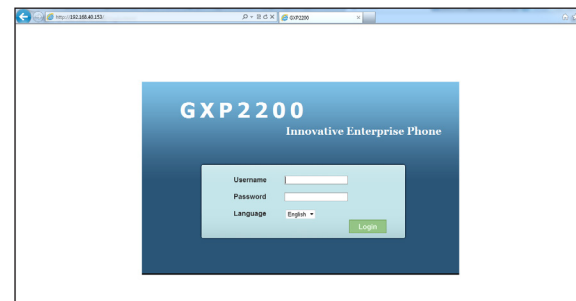 http://192.168.40.153/
GXP2200
GXP2200
Innovative Enterprise Phone
Username
Password
Language
English
Login